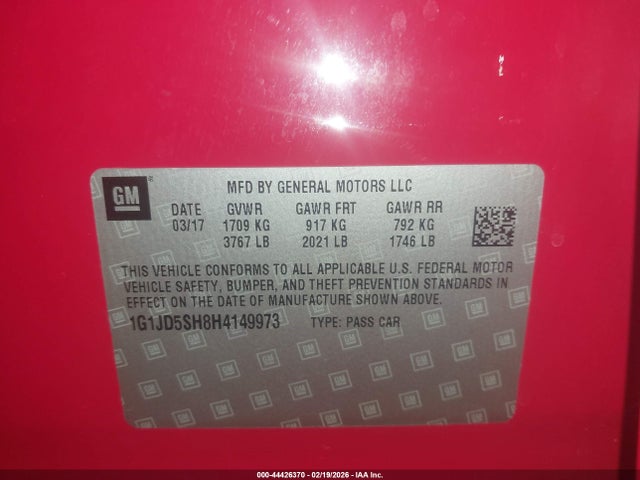 GM
MFD BY GENERAL MOTORS LLC
DATE GVWR GAWR FRT GAWR RR
03/17 1709 KG 917 KG 792 KG
3767 LB 2021 LB 1746 LB
THIS VEHICLE CONFORMS TO ALL APPLICABLE U.S. FEDERAL MOTOR
VEHICLE SAFETY, BUMPER, AND THEFT PREVENTION STANDARDS IN
EFFECT ON THE DATE OF MANUFACTURE SHOWN ABOVE.
1G1JD5SH8H4149973 TYPE: PASS CAR
000-44426370 - 02/19/2026 - IAA Inc.